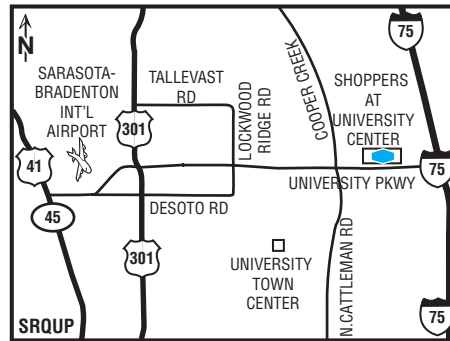 N
75
SARASOTA-
BRADENTON
INT'L
AIRPORT
TALLEVAST
RD
LOCKWOOD
RIDGE RD
COOPER CREEK
SHOPPERS
AT
UNIVERSITY
CENTER
301
41
75
UNIVERSITY PKWY
DESOTO RD
45
301
UNIVERSITY
TOWN
CENTER
N.CATTLEMAN RD
75
SRQUP